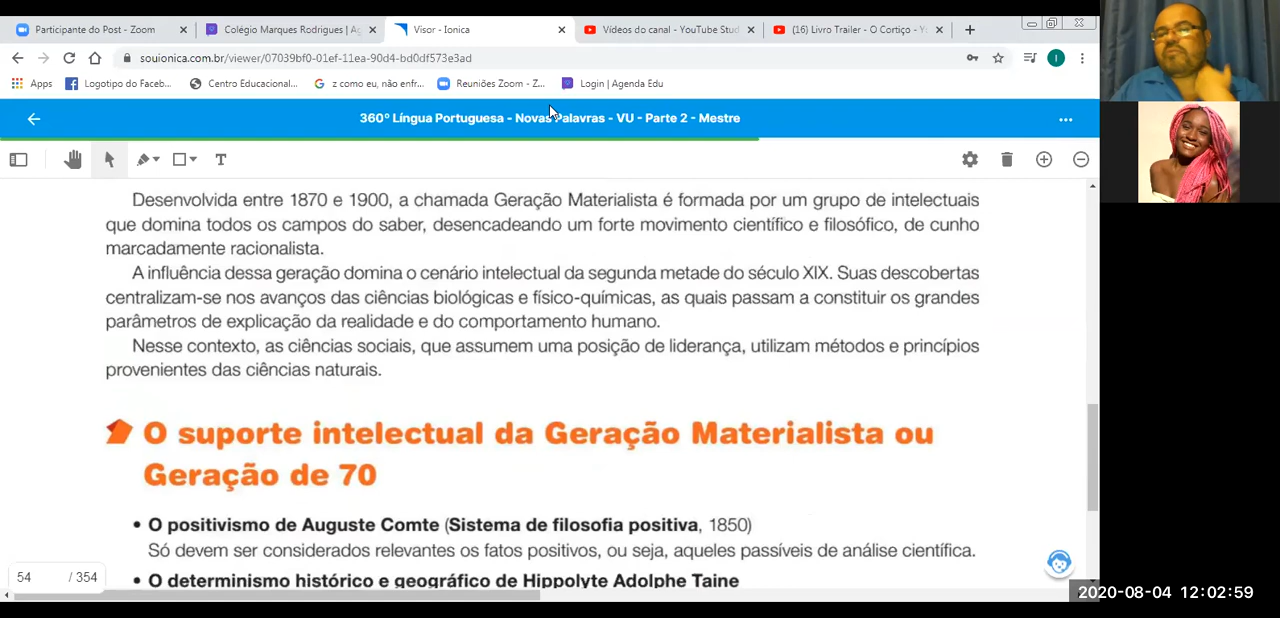 Participante do Post - Zoom
Colégio Marques Rodrigues | Ag
Visor - Ionica
Vídeos do canal - YouTube Stud
(16) Livro Trailer - O Cortiço - Yo
souionica.com.br/viewer/07039bf0-01ef-11ea-90d4-bd0df573e3ad
Apps
Logotipo do Faceb...
Centro Educacional...
z como eu, não enfr...
Reuniões Zoom - Z...
Login | Agenda Edu
360º Língua Portuguesa - Novas Palavras - VU - Parte 2 - Mestre
Desenvolvida entre 1870 e 1900, a chamada Geração Materialista é formada por um grupo de intelectuais
que domina todos os campos do saber, desencadeando um forte movimento científico e filosófico, de cunho
marcadamente racionalista.
A influência dessa geração domina o cenário intelectual da segunda metade do século XIX. Suas descobertas
centralizam-se nos avanços das ciências biológicas e físico-químicas, as quais passam a constituir os grandes
parâmetros de explicação da realidade e do comportamento humano.
Nesse contexto, as ciências sociais, que assumem uma posição de liderança, utilizam métodos e princípios
provenientes das ciências naturais.
O suporte intelectual da Geração Materialista ou
Geração de 70
• O positivismo de Auguste Comte (Sistema de filosofia positiva, 1850)
Só devem ser considerados relevantes os fatos positivos, ou seja, aqueles passíveis de análise científica.
• O determinismo histórico e geográfico de Hippolyte Adolphe Taine
54 / 354
2020-08-04 12:02:59